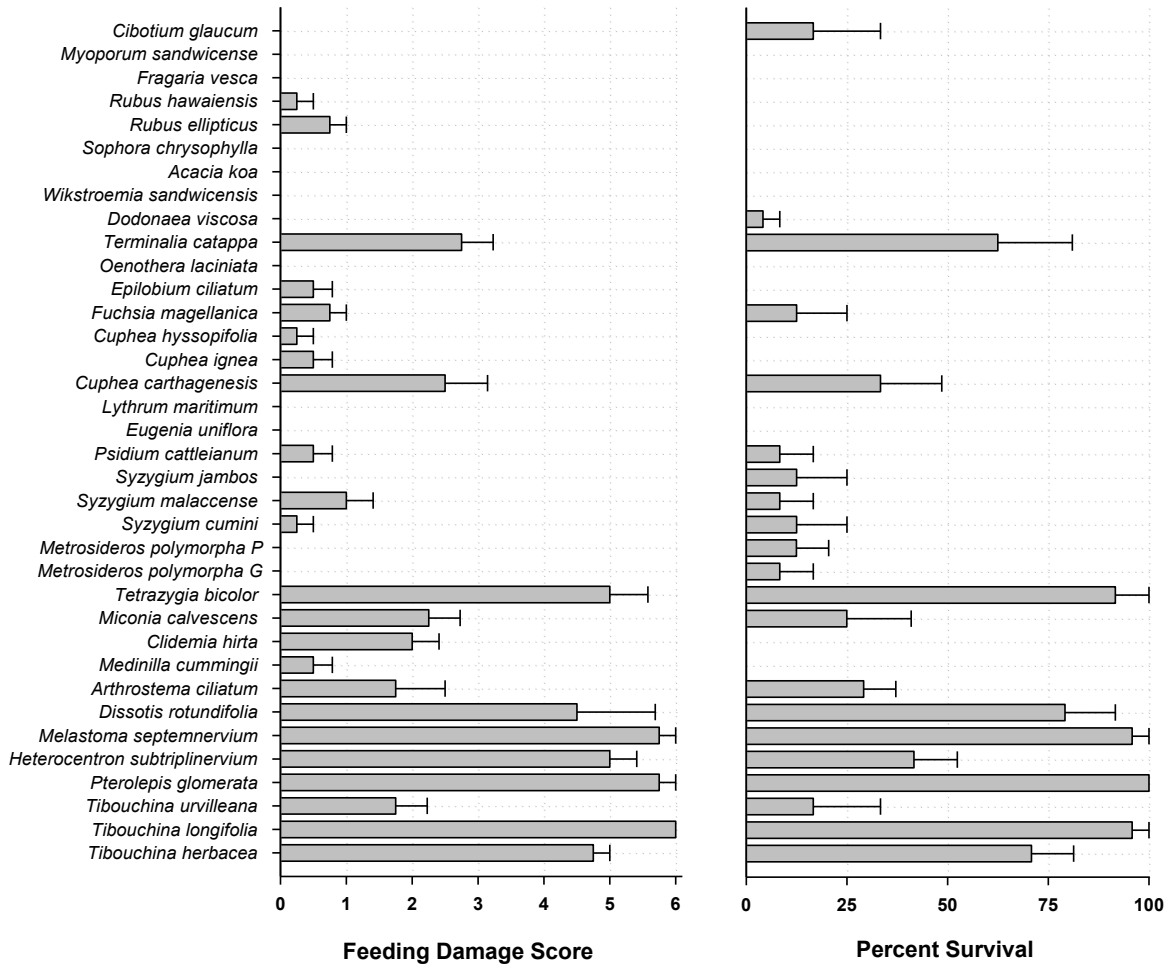 Cibotium glaucum
Myoporum sandwicense
Fragaria vesca
Rubus hawaiensis
Rubus ellipticus
Sophora chrysophylla
Acacia koa
Wikstroemia sandwicensis
Dodonaea viscosa
Terminalia catappa
Oenothera laciniata
Epilobium ciliatum
Fuchsia magellanica
Cuphea hyssopifolia
Cuphea ignea
Cuphea carthagenesis
Lythrum maritimum
Eugenia uniflora
Psidium cattleianum
Syzygium jambos
Syzygium malaccense
Syzygium cumini
Metrosideros polymorpha P
Metrosideros polymorpha G
Tetrazygia bicolor
Miconia calvescens
Clidemia hirta
Medinilla cummingii
Arthrostema ciliatum
Dissotis rotundifolia
Melastoma septemnervium
Heterocentron subtriplinervium
Pterolepis glomerata
Tibouchina urvilleana
Tibouchina longifolia
Tibouchina herbacea
0 1 2 3 4 5 6
Feeding Damage Score
0 25 50 75 100
Percent Survival